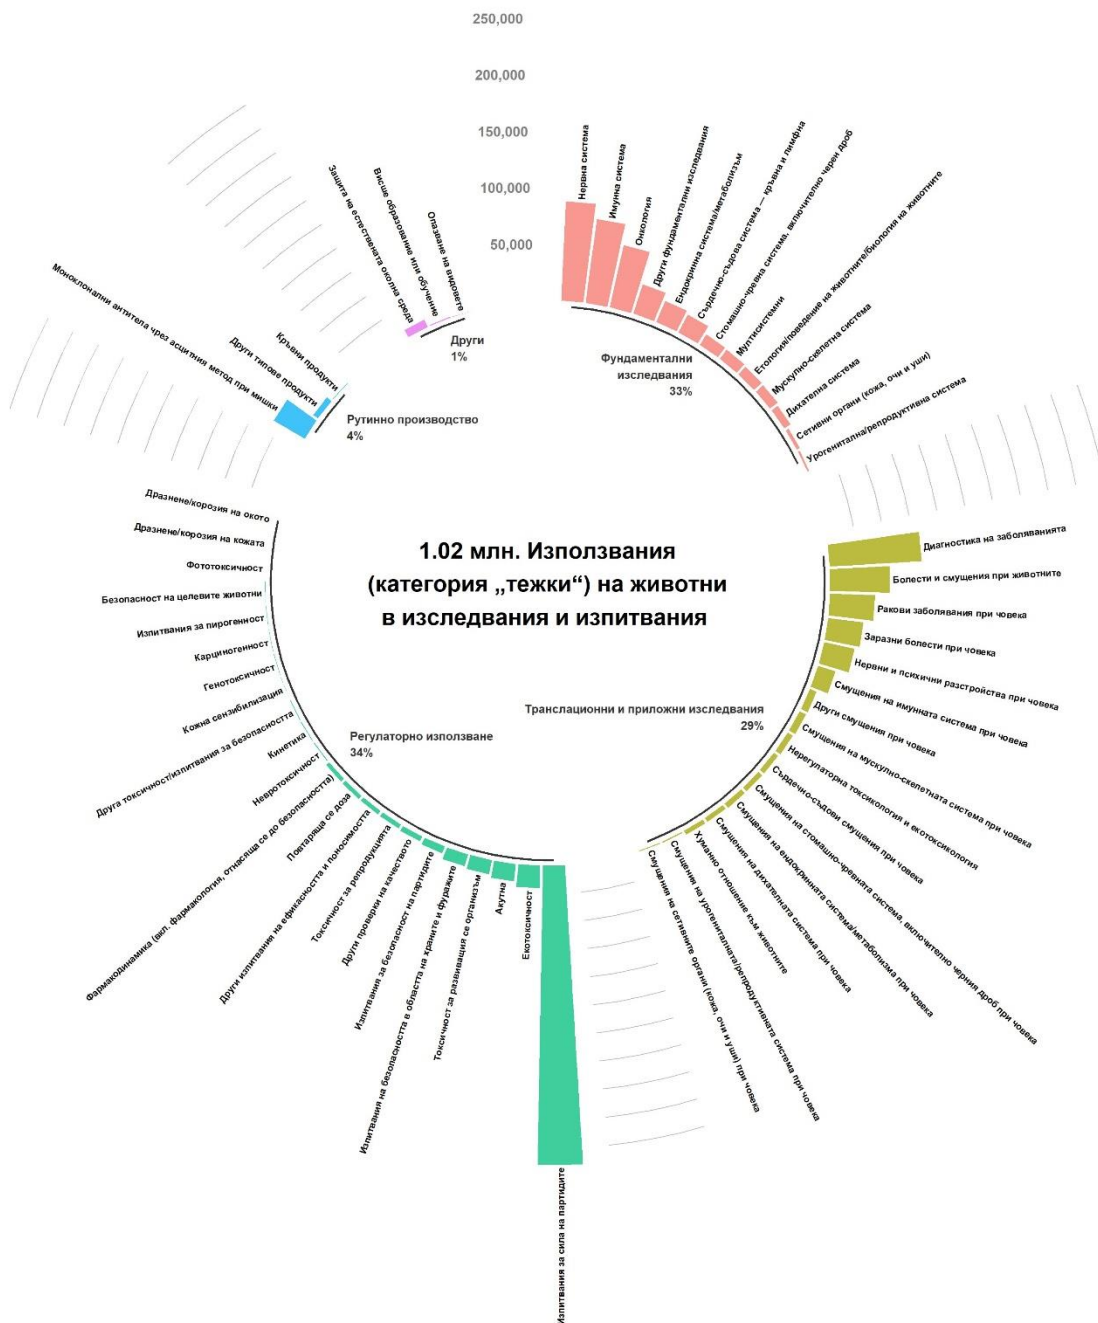 250,000
200,000
150,000
100,000
50,000
Нервна система
Имунна система
Онкология
Други фундаментални изследвания
Ендокринна система/метаболизъм
Сърдечно-съдова система — кръвна и лимфна
Стомашно-чревна система, включително черен дроб
Мултисистемни
Етология/поведение на животните/биология на животните
Мускулно-скелетна система
Дихателна система
Сетивни органи (кожа, очи и уши)
Урогенитална/репродуктивна система
Фундаментални
изследвания
33%
Диагностика на заболяванията
Болести и смущения при животните
Ракови заболявания при човека
Заразни болести при човека
Нервни и психични разстройства при човека
Смущения на имунната система при човека
Други смущения при човека
Смущения на мускулно-скелетната система при човека
Нерегулаторна токсикология и екотоксикология
Сърдечно-съдови смущения при човека
Смущения на стомашно-чревната система, включително черния дроб при човека
Смущения на ендокринната система/метаболизма при човека
Смущения на дихателната система при човека
Хуманно отношение към животните
Смущения на урогениталната/репродуктивната система при човека
Смущения на сетивните органи (кожа, очи и уши) при човека
Транслационни и приложни изследвания
29%
1.02 млн. Използвания
(категория „тежки“) на животни
в изследвания и изпитвания
Изпитвания за сила на партидите
Екотоксичност
Акутна
Токсичност за развиващия се организъм
Изпитвания на безопасността в областта на храните и фуражите
Изпитвания за безопасност на партидите
Други проверки на качеството
Токсичност за репродукцията
Други изпитвания на ефикасността и поносимостта
Повтаряща се доза
Фармакодинамика (вкл. фармакология, отнасяща се до безопасността)
Невротоксичност
Кинетика
Друга токсичност/изпитвания за безопасността
Кожна сензибилизация
Генотоксичност
Карциногенност
Изпитвания за пирогенност
Безопасност на целевите животни
Фототоксичност
Дразнене/корозия на кожата
Дразнене/корозия на окото
Регулаторно използване
34%
Моноклонални антитела чрез асцитния метод при мишки
Други типове продукти
Кръвни продукти
Рутинно производство
4%
Защита на естествената околна среда
Висше образование или обучение
Опазване на видовете
Други
1%